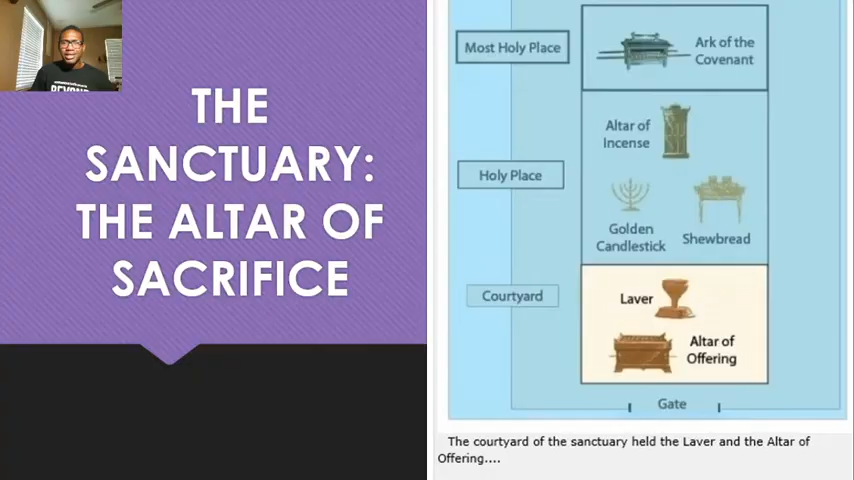 BEYOND
THE
SANCTUARY:
THE ALTAR OF
SACRIFICE
Most Holy Place
Ark of the
Covenant
Altar of
Incense
Holy Place
Golden
Candlestick
Shewbread
Courtyard
Laver
Altar of
Offering
Gate
The courtyard of the sanctuary held the Laver and the Altar of
Offering....